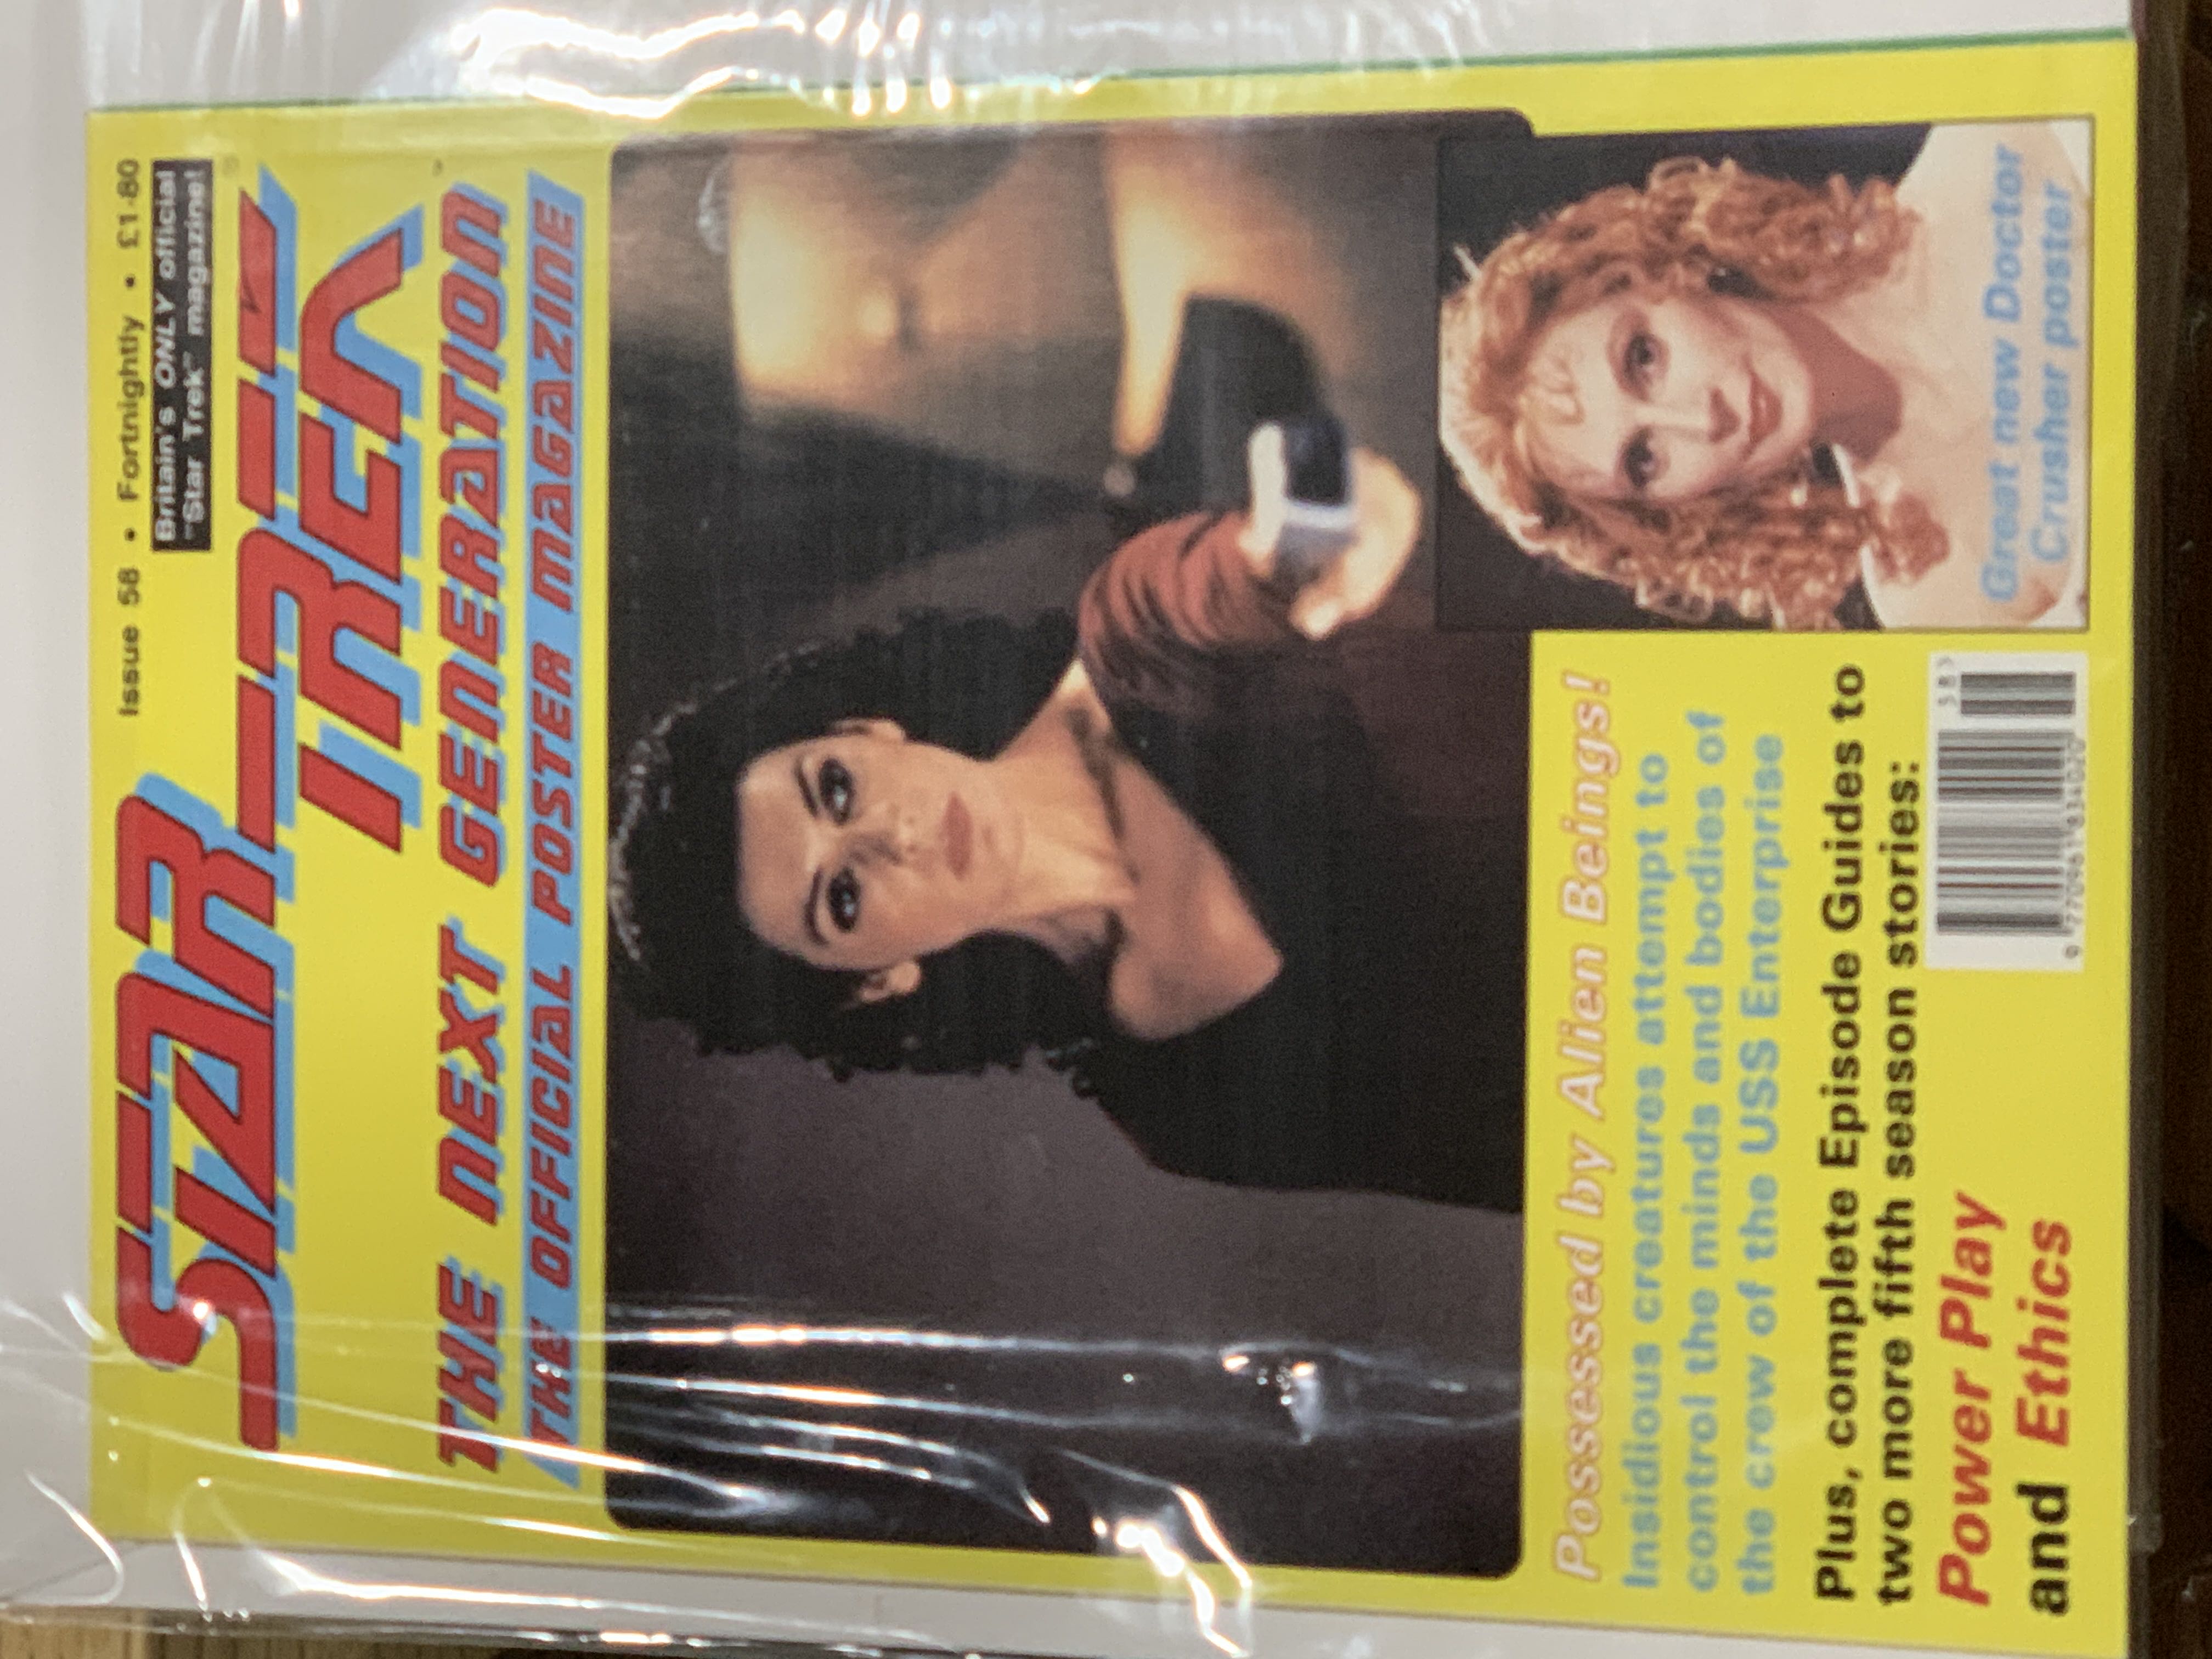 Issue 58 • Fortnightly • £1·80
Britain's ONLY official
"Star Trek" magazine!
STAR
TREK
THE NEXT GENERATION
THE OFFICIAL POSTER MAGAZINE
Possessed by Alien Beings!
Insidious creatures attempt to
control the minds and bodies of
the crew of the USS Enterprise
Plus, complete Episode Guides to
two more fifth season stories:
Power Play
and Ethics
Great new Doctor
Crusher poster
58>